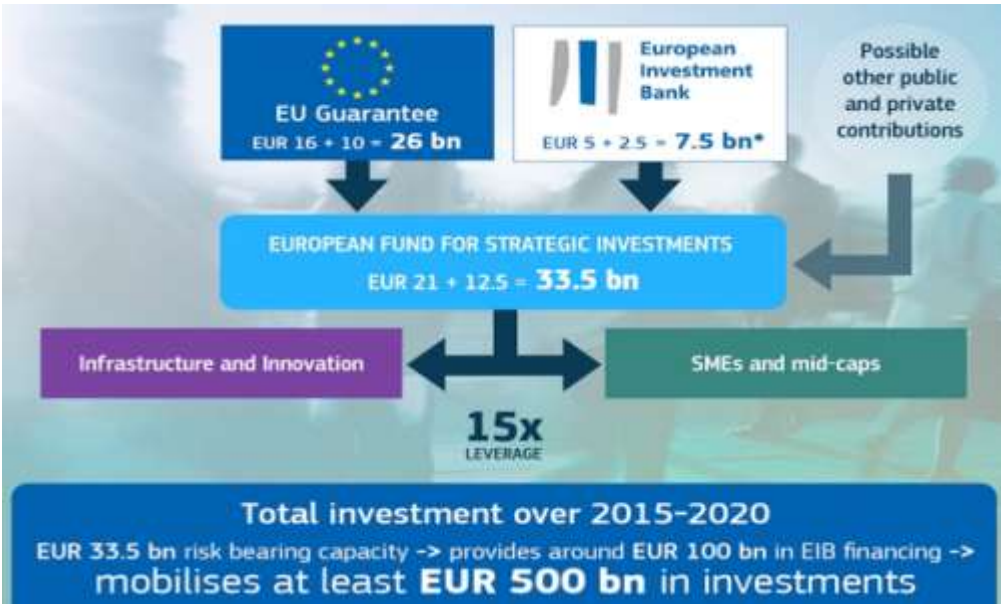 EU Guarantee
EUR 16 + 10 = 26 bn
European
Investment
Bank
EUR 5 + 2.5 = 7.5 bn*
Possible
other public
and private
contributions
EUROPEAN FUND FOR STRATEGIC INVESTMENTS
EUR 21 + 12.5 = 33.5 bn
Infrastructure and Innovation
SMEs and mid-caps
15x
LEVERAGE
Total investment over 2015-2020
EUR 33.5 bn risk bearing capacity -> provides around EUR 100 bn in EIB financing ->
mobilises at least EUR 500 bn in investments